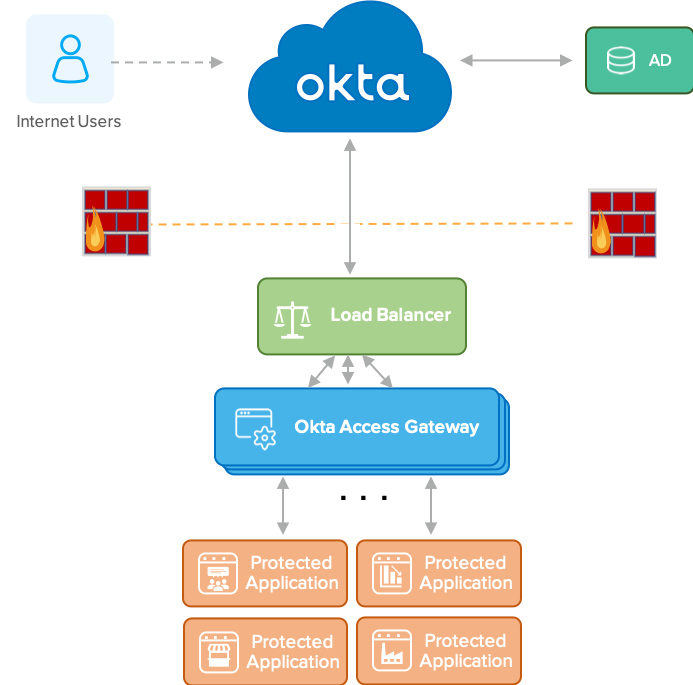 okta
AD
Internet Users
Load Balancer
Okta Access Gateway
. . .
Protected
Application
Protected
Application
Protected
Application
Protected
Application